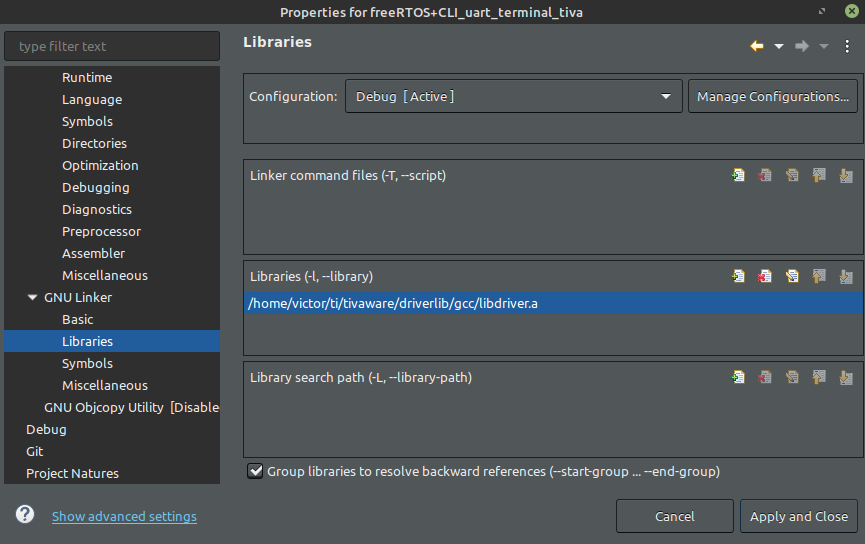 Properties for freeRTOS+CLI_uart_terminal_tiva
type filter text
Runtime
Language
Symbols
Directories
Optimization
Debugging
Diagnostics
Preprocessor
Assembler
Miscellaneous
GNU Linker
Basic
Libraries
Symbols
Miscellaneous
GNU Objcopy Utility [Disable
Debug
Git
Project Natures
Libraries
Configuration: Debug [ Active ] Manage Configurations...
Linker command files (-T, --script)
Libraries (-l, --library)
/home/victor/ti/tivaware/driverlib/gcc/libdriver.a
Library search path (-L, --library-path)
Group libraries to resolve backward references (--start-group ... --end-group)
? Show advanced settings
Cancel Apply and Close